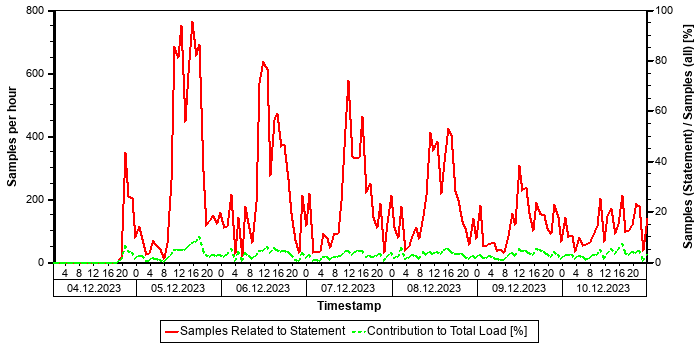 800
600
400
200
0
Samples per hour
100
80
60
40
20
0
Samples (Statement) / Samples (all) [%]
4 8 12 16 20 0 4 8 12 16 20 0 4 8 12 16 20 0 4 8 12 16 20 0 4 8 12 16 20 0 4 8 12 16 20 0 4 8 12 16 20
04.12.2023 05.12.2023 06.12.2023 07.12.2023 08.12.2023 09.12.2023 10.12.2023
Timestamp
Samples Related to Statement Contribution to Total Load [%]